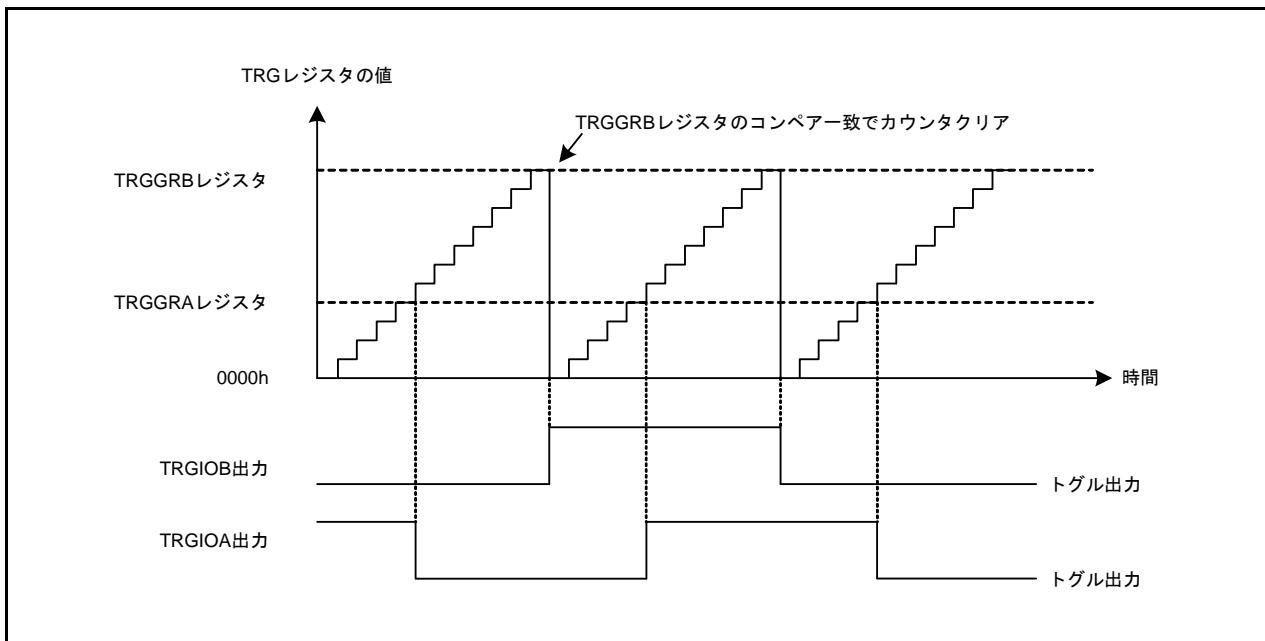 TRGレジスタの値
TRGGRBレジスタのコンペア一致でカウンタクリア
TRGGRBレジスタ
TRGGRAレジスタ
0000h
時間
TRGIOB出力
トグル出力
TRGIOA出力
トグル出力